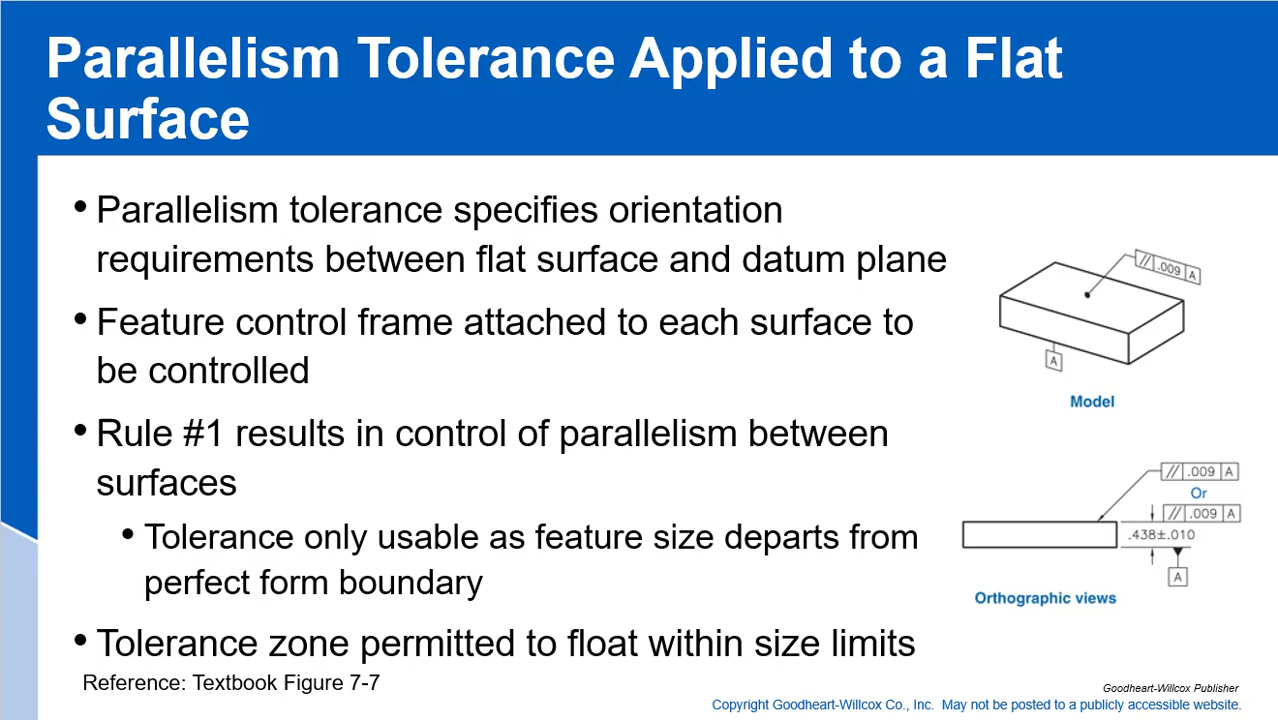 Parallelism Tolerance Applied to a Flat
Surface
• Parallelism tolerance specifies orientation
requirements between flat surface and datum plane
• Feature control frame attached to each surface to
be controlled
• Rule #1 results in control of parallelism between
surfaces
• Tolerance only usable as feature size departs from
perfect form boundary
• Tolerance zone permitted to float within size limits
Reference: Textbook Figure 7-7
// .009 A
A
Model
// .009 A
Or
// .009 A
.438±.010
A
Orthographic views
Goodheart-Willcox Publisher
Copyright Goodheart-Willcox Co., Inc. May not be posted to a publicly accessible website.